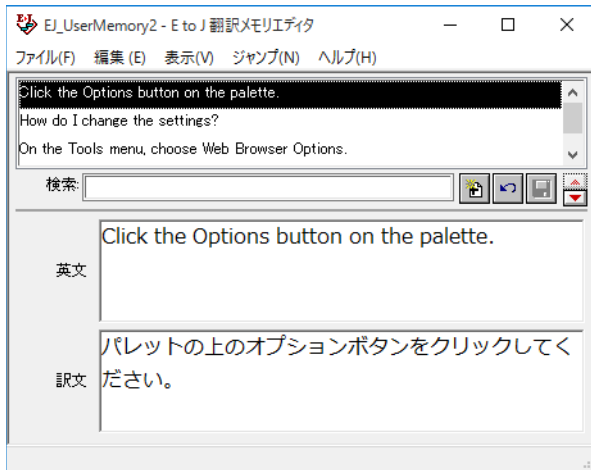 EJ_UserMemory2 - E to J 翻訳メモリエディタ
ファイル(F) 編集(E) 表示(V) ジャンプ(N) ヘルプ(H)
Click the Options button on the palette.
How do I change the settings?
On the Tools menu, choose Web Browser Options.
検索:
Click the Options button on the palette.
英文
パレットの上のオプションボタンをクリックしてく
訳文 ださい。